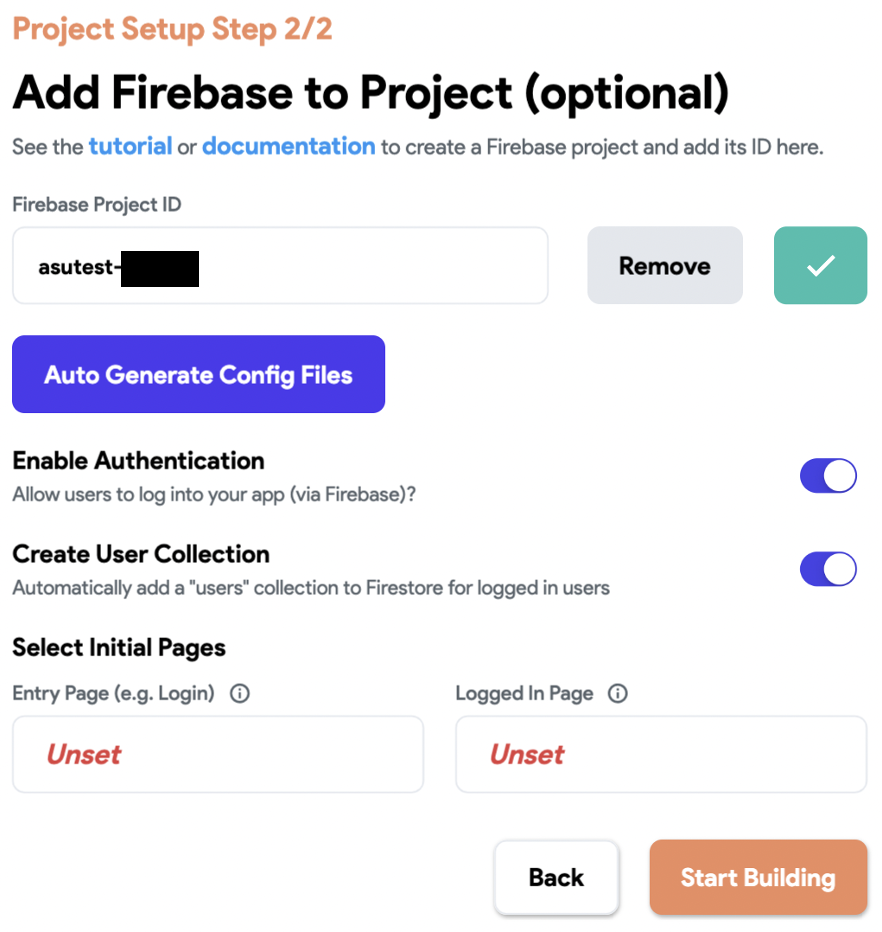 Project Setup Step 2/2
Add Firebase to Project (optional)
See the tutorial or documentation to create a Firebase project and add its ID here.
Firebase Project ID
asutest-
Remove
Auto Generate Config Files
Enable Authentication
Allow users to log into your app (via Firebase)?
Create User Collection
Automatically add a "users" collection to Firestore for logged in users
Select Initial Pages
Entry Page (e.g. Login)
Logged In Page
Unset
Unset
Back
Start Building